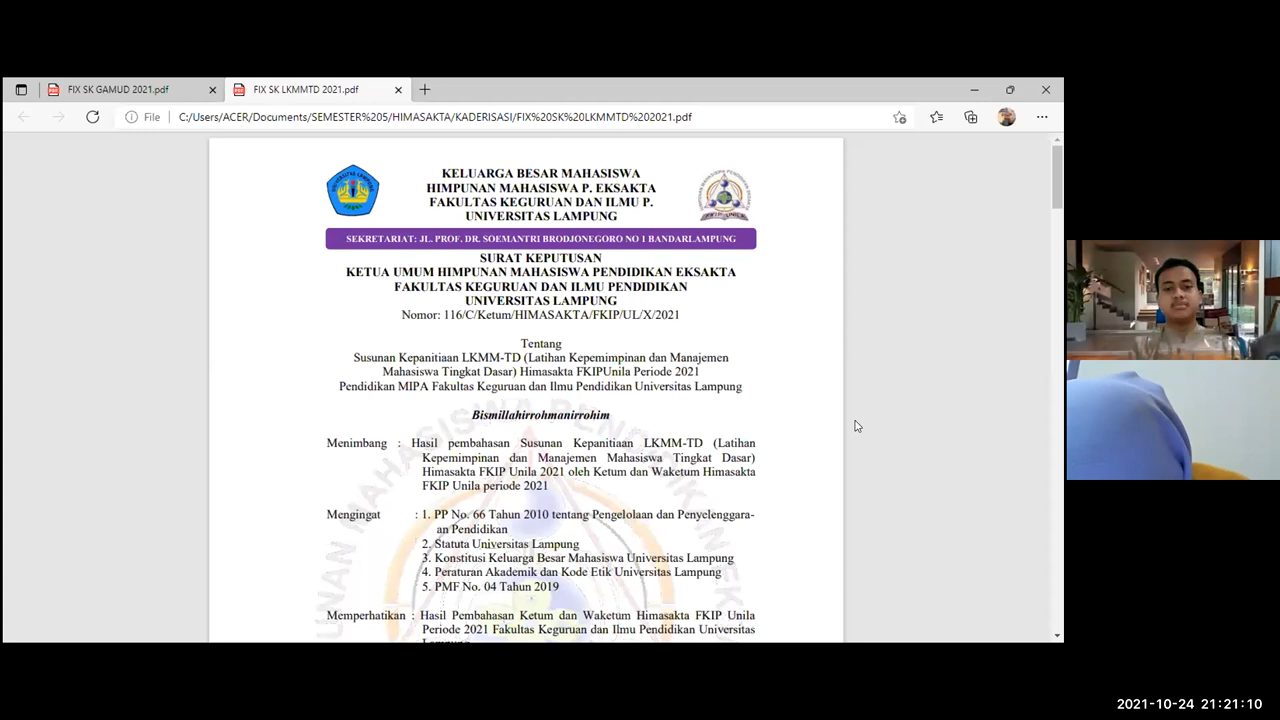 FIX SK GAMUD 2021.pdf
FIX SK LKMMTD 2021.pdf
File
C:/Users/ACER/Documents/SEMESTER%205/HIMASAKTA/KADERISASI/FIX%20SK%20LKMMTD%202021.pdf
KELUARGA BESAR MAHASISWA
HIMPUNAN MAHASISWA P. EKSAKTA
FAKULTAS KEGURUAN DAN ILMU P.
UNIVERSITAS LAMPUNG
SEKRETARIAT: JL. PROF. DR. SOEMANTRI BRODJONEGORO NO 1 BANDARLAMPUNG
SURAT KEPUTUSAN
KETUA UMUM HIMPUNAN MAHASISWA PENDIDIKAN EKSAKTA
FAKULTAS KEGURUAN DAN ILMU PENDIDIKAN
UNIVERSITAS LAMPUNG
Nomor: 116/C/Ketum/HIMASAKTA/FKIP/UL/X/2021
Tentang
Susunan Kepanitiaan LKMM-TD (Latihan Kepemimpinan dan Manajemen
Mahasiswa Tingkat Dasar) Himasakta FKIPUnila Periode 2021
Pendidikan MIPA Fakultas Keguruan dan Ilmu Pendidikan Universitas Lampung
Bismillahirrohmanirrohim
Menimbang : Hasil pembahasan Susunan Kepanitiaan LKMM-TD (Latihan
Kepemimpinan dan Manajemen Mahasiswa Tingkat Dasar)
Himasakta FKIP Unila 2021 oleh Ketum dan Waketum Himasakta
FKIP Unila periode 2021
Mengingat : 1. PP No. 66 Tahun 2010 tentang Pengelolaan dan Penyelenggara-
an Pendidikan
2. Statuta Universitas Lampung
3. Konstitusi Keluarga Besar Mahasiswa Universitas Lampung
4. Peraturan Akademik dan Kode Etik Universitas Lampung
5. PMF No. 04 Tahun 2019
Memperhatikan : Hasil Pembahasan Ketum dan Waketum Himasakta FKIP Unila
Periode 2021 Fakultas Keguruan dan Ilmu Pendidikan Universitas
2021-10-24 21:21:10